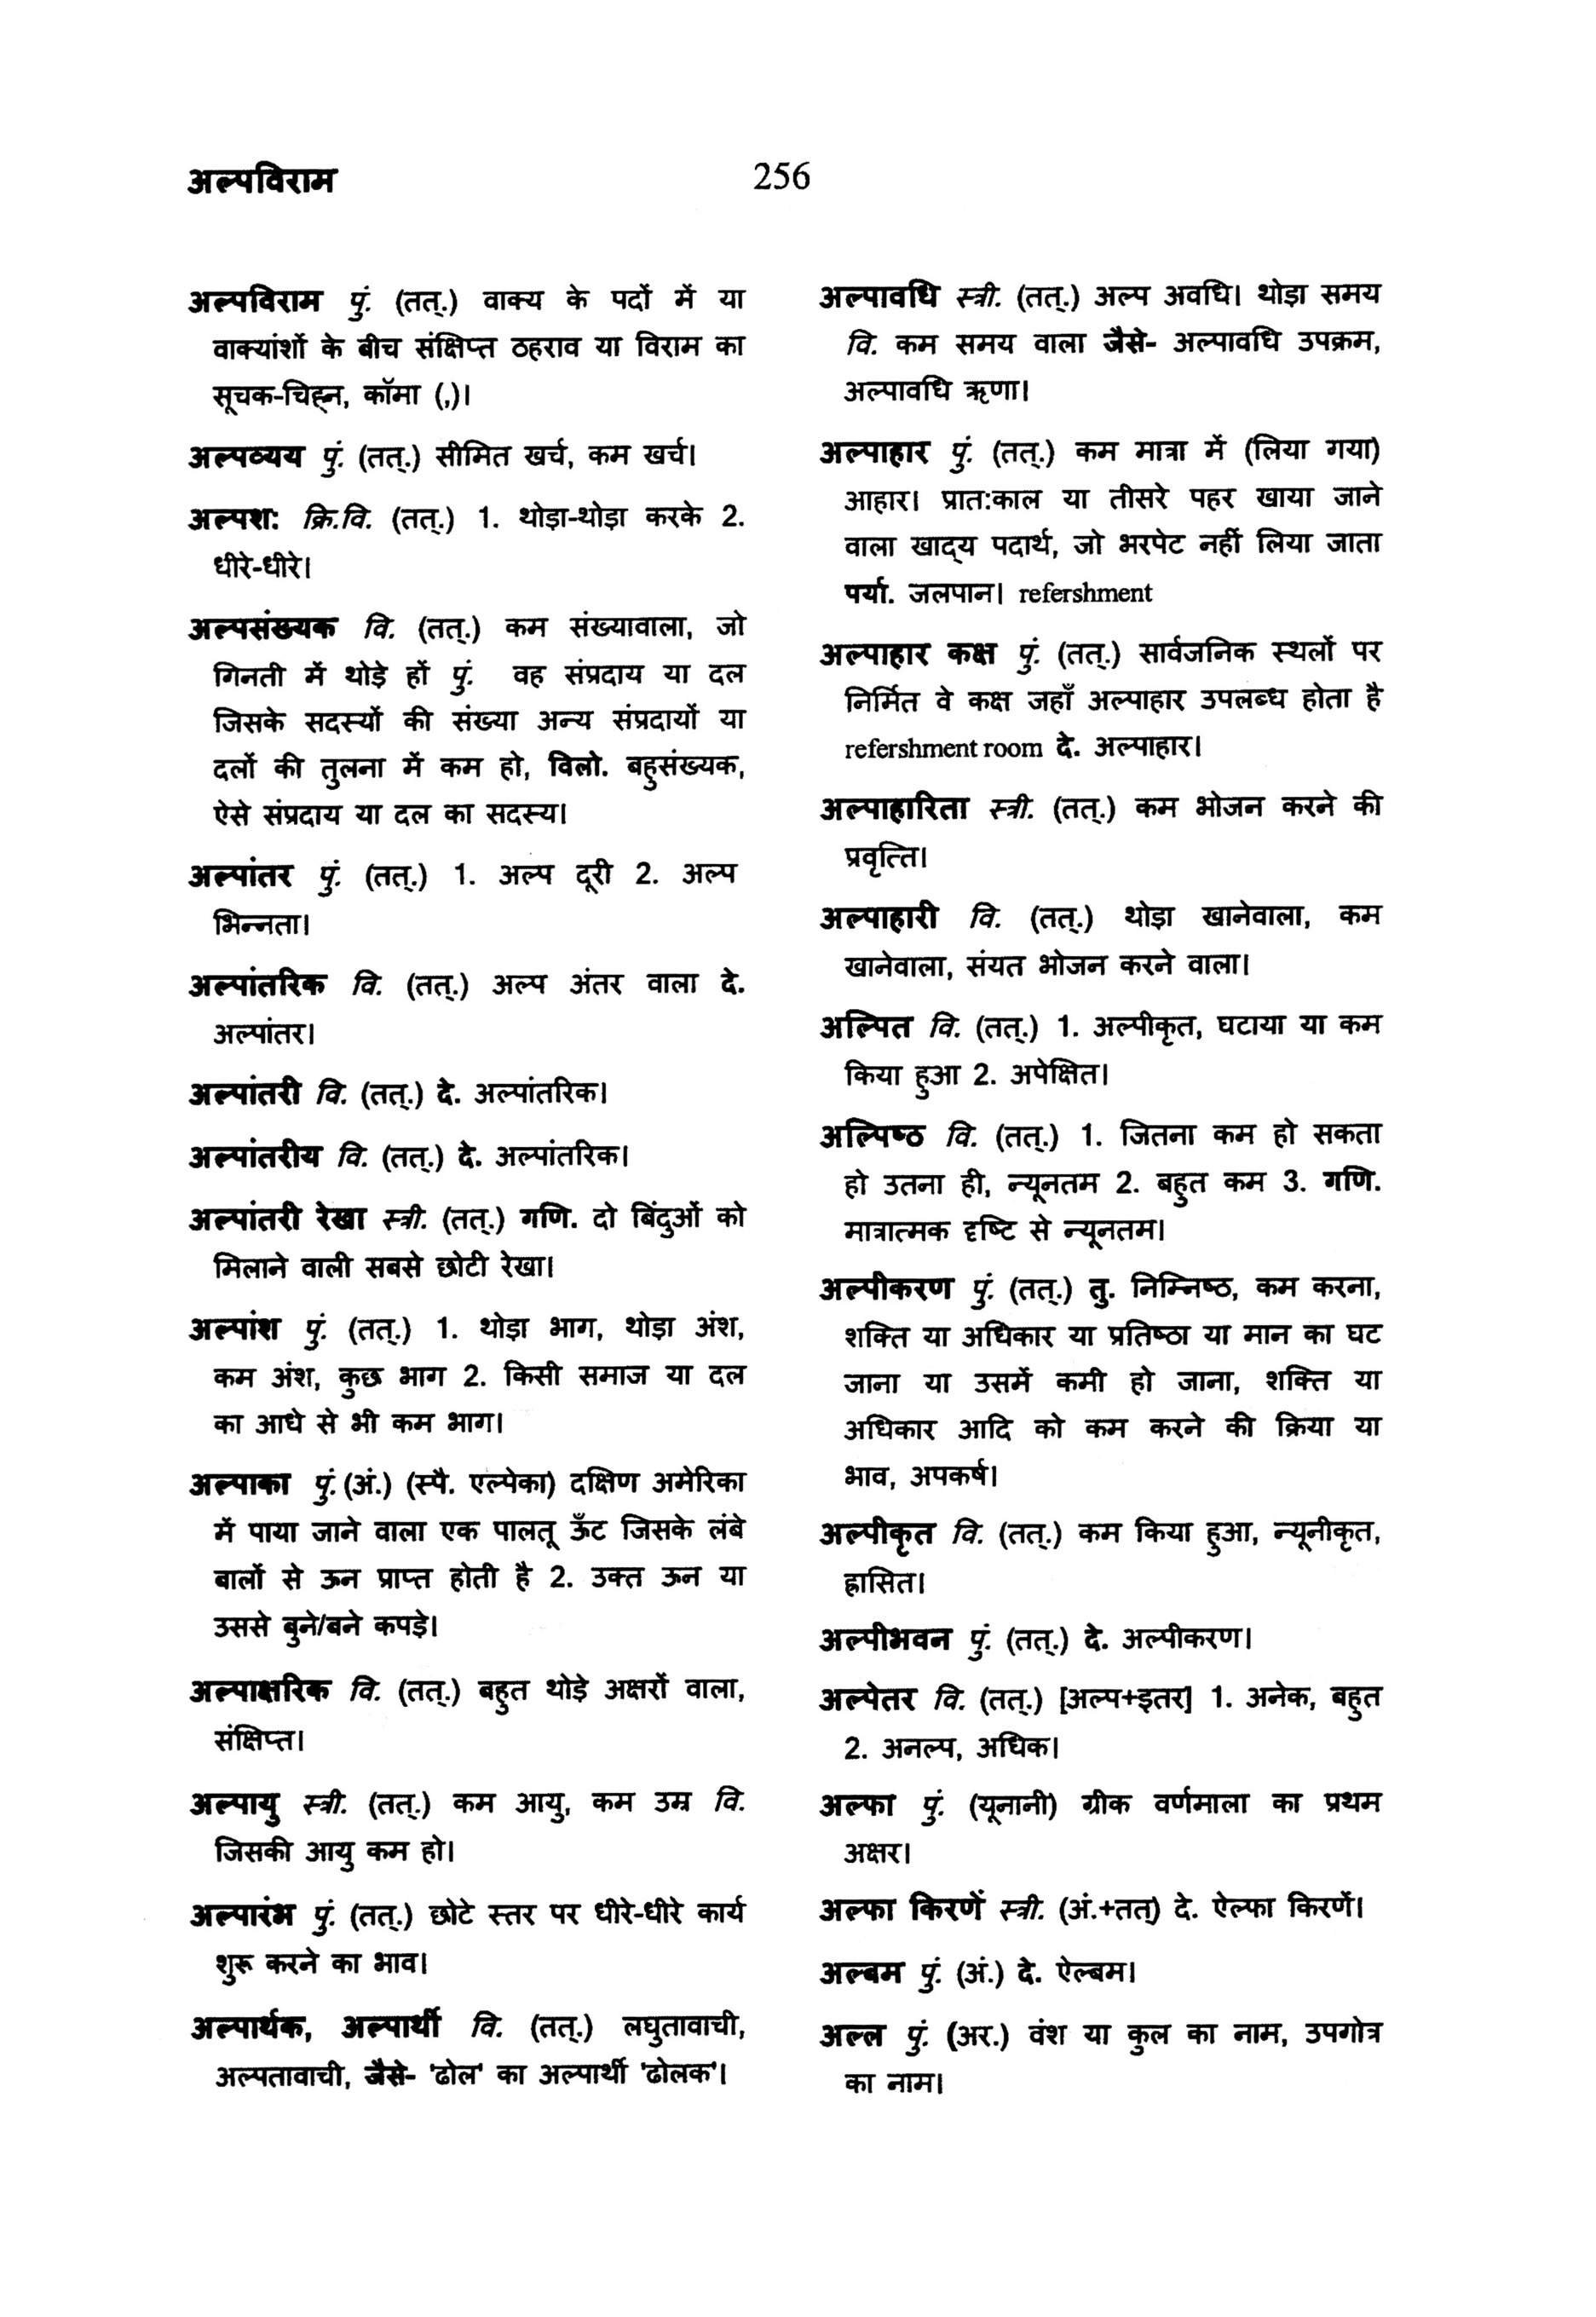 अल्पविराम
256
अल्पविराम पुं. (तत्.) वाक्य के पदों में या
वाक्यांशों के बीच संक्षिप्त ठहराव या विराम का
सूचक-चिह्न, कॉमा (,)।
अल्पव्यय पुं. (तत्.) सीमित खर्च, कम खर्च।
अल्पश: क्रि.वि. (तत्.) 1. थोड़ा-थोड़ा करके 2.
धीरे-धीरे।
अल्पसंख्यक वि. (तत्.) कम संख्यावाला, जो
गिनती में थोड़े हों पुं. वह संप्रदाय या दल
जिसके सदस्यों की संख्या अन्य संप्रदायों या
दलों की तुलना में कम हो, विलो. बहुसंख्यक,
ऐसे संप्रदाय या दल का सदस्य।
अल्पांतर पुं. (तत्.) 1. अल्प दूरी 2. अल्प
भिन्नता।
अल्पांतरिक वि. (तत्.) अल्प अंतर वाला दे.
अल्पांतर।
अल्पांतरी वि. (तत्.) दे. अल्पांतरिक।
अल्पांतरीय वि. (तत्.) दे. अल्पांतरिक।
अल्पांतरी रेखा स्त्री. (तत्.) गणि. दो बिंदुओं को
मिलाने वाली सबसे छोटी रेखा।
अल्पांश पुं. (तत्.) 1. थोड़ा भाग, थोड़ा अंश,
कम अंश, कुछ भाग 2. किसी समाज या दल
का आधे से भी कम भाग।
अल्पाका पुं. (अं.) (स्पै. एल्पेका) दक्षिण अमेरिका
में पाया जाने वाला एक पालतू ऊँट जिसके लंबे
बालों से ऊन प्राप्त होती है 2. उक्त ऊन या
उससे बुने/बने कपड़े।
अल्पाक्षरिक वि. (तत्.) बहुत थोड़े अक्षरों वाला,
संक्षिप्त।
अल्पायु स्त्री. (तत्.) कम आयु, कम उम्र वि.
जिसकी आयु कम हो।
अल्पारंभ पुं. (तत्.) छोटे स्तर पर धीरे-धीरे कार्य
शुरू करने का भाव।
अल्पार्थक, अल्पार्थी वि. (तत्.) लघुतावाची,
अल्पतावाची, जैसे- 'ढोल' का अल्पार्थी 'ढोलक'।
अल्पावधि स्त्री. (तत्.) अल्प अवधि। थोड़ा समय
वि. कम समय वाला जैसे- अल्पावधि उपक्रम,
अल्पावधि ऋणा।
अल्पाहार पुं. (तत्.) कम मात्रा में (लिया गया)
आहार। प्रात:काल या तीसरे पहर खाया जाने
वाला खाद्‌य पदार्थ, जो भरपेट नहीं लिया जाता
पर्या. जलपान। refershment
अल्पाहार कक्ष पुं. (तत्.) सार्वजनिक स्थलों पर
निर्मित वे कक्ष जहाँ अल्पाहार उपलब्ध होता है
refershment room दे. अल्पाहार।
अल्पाहारिता स्त्री. (तत्.) कम भोजन करने की
प्रवृत्ति।
अल्पाहारी वि. (तत्.) थोड़ा खानेवाला, कम
खानेवाला, संयत भोजन करने वाला।
अल्पित वि. (तत्.) 1. अल्पीकृत, घटाया या कम
किया हुआ 2. अपेक्षित।
अल्पिष्ठ वि. (तत्.) 1. जितना कम हो सकता
हो उतना ही, न्यूनतम 2. बहुत कम 3. गणि.
मात्रात्मक दृष्टि से न्यूनतम।
अल्पीकरण पुं. (तत्.) तु. निम्निष्ठ, कम करना,
शक्ति या अधिकार या प्रतिष्ठा या मान का घट
जाना या उसमें कमी हो जाना, शक्ति या
अधिकार आदि को कम करने की क्रिया या
भाव, अपकर्ष।
अल्पीकृत वि. (तत्.) कम किया हुआ, न्यूनीकृत,
ह्रासित।
अल्पीभवन पुं. (तत्.) दे. अल्पीकरण।
अल्पेतर वि. (तत्.) [अल्प+इतर] 1. अनेक, बहुत
2. अनल्प, अधिक।
अल्फा पुं. (यूनानी) ग्रीक वर्णमाला का प्रथम
अक्षर।
अल्फा किरणें स्त्री. (अं.+तत्) दे. ऐल्फा किरणें।
अल्बम पुं. (अं.) दे. ऐल्बम।
अल्ल पुं. (अर.) वंश या कुल का नाम, उपगोत्र
का नाम।